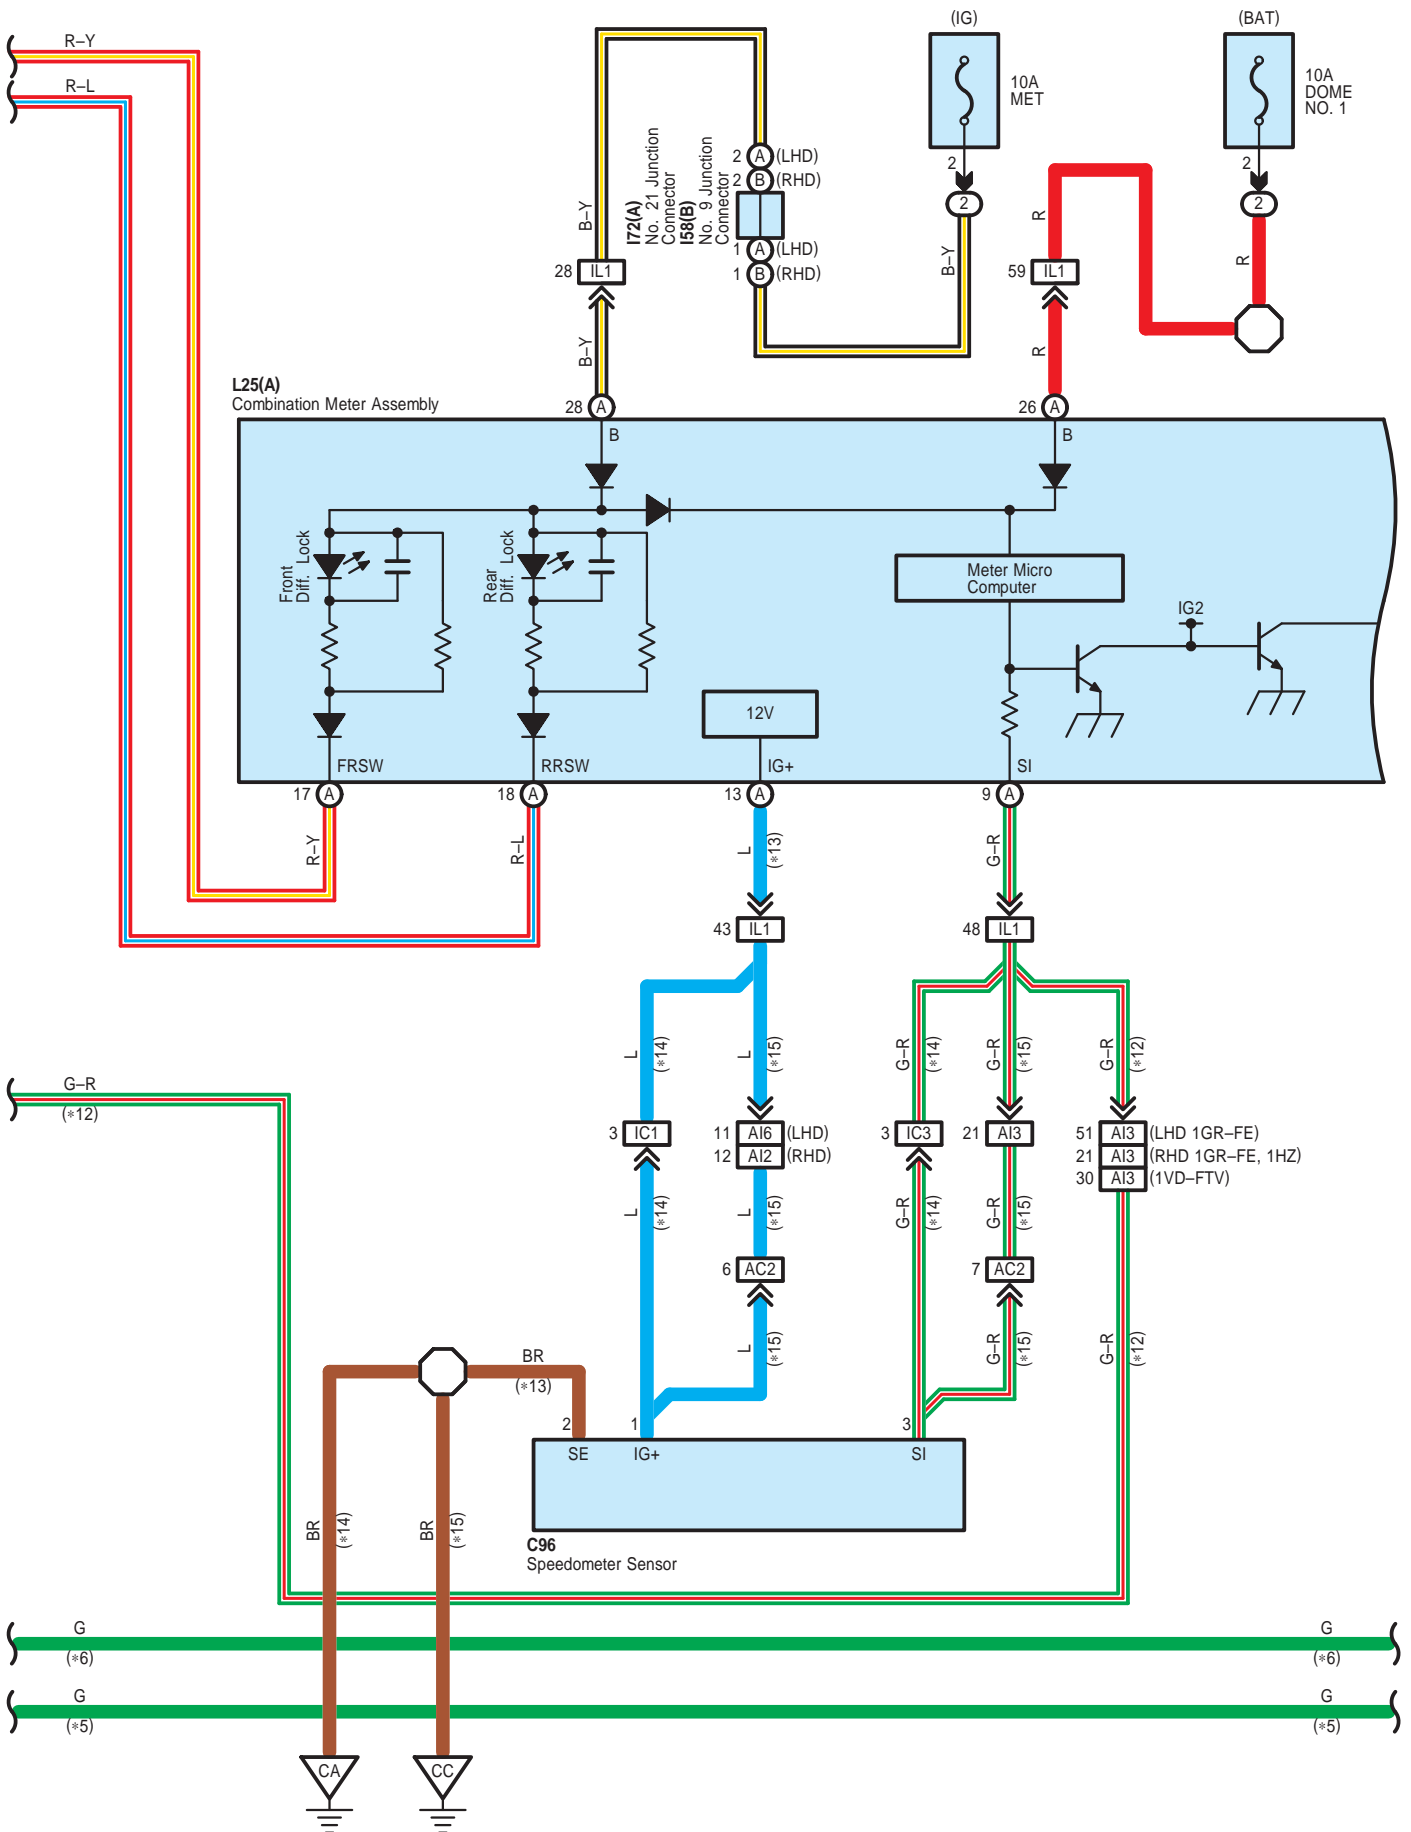 (IG)
(BAT)
R–Y
R–L
10A
MET
10A
DOME
NO. 1
2 A (LHD)
2 B (RHD)
I72(A)
No. 21 Junction
Connector
I58(B)
No. 9 Junction
Connector
1 A (LHD)
1 B (RHD)
2
2
2
2
B–Y
B–Y
R
R
28 IL1
59 IL1
B–Y
R
L25(A)
Combination Meter Assembly
28 A
26 A
B
B
Front
Diff. Lock
Rear
Diff. Lock
Meter Micro
Computer
IG2
12V
FRSW
RRSW
IG+
SI
17 A
18 A
13 A
9 A
R–Y
R–L
L
(*13)
G–R
43 IL1
48 IL1
L
(*14)
L
(*15)
G–R
(*14)
G–R
(*15)
G–R
(*12)
G–R
(*12)
3 IC1
11 AI6 (LHD)
12 AI2 (RHD)
3 IC3
21 AI3
51 AI3 (LHD 1GR–FE)
21 AI3 (RHD 1GR–FE, 1HZ)
30 AI3 (1VD–FTV)
L
(*14)
L
(*15)
G–R
(*14)
G–R
(*15)
6 AC2
7 AC2
L
(*15)
G–R
(*15)
G–R
(*12)
BR
(*13)
2
1
3
SE
IG+
SI
BR
(*14)
BR
(*15)
C96
Speedometer Sensor
G
(*6)
G
(*6)
G
(*5)
G
(*5)
CA
CC